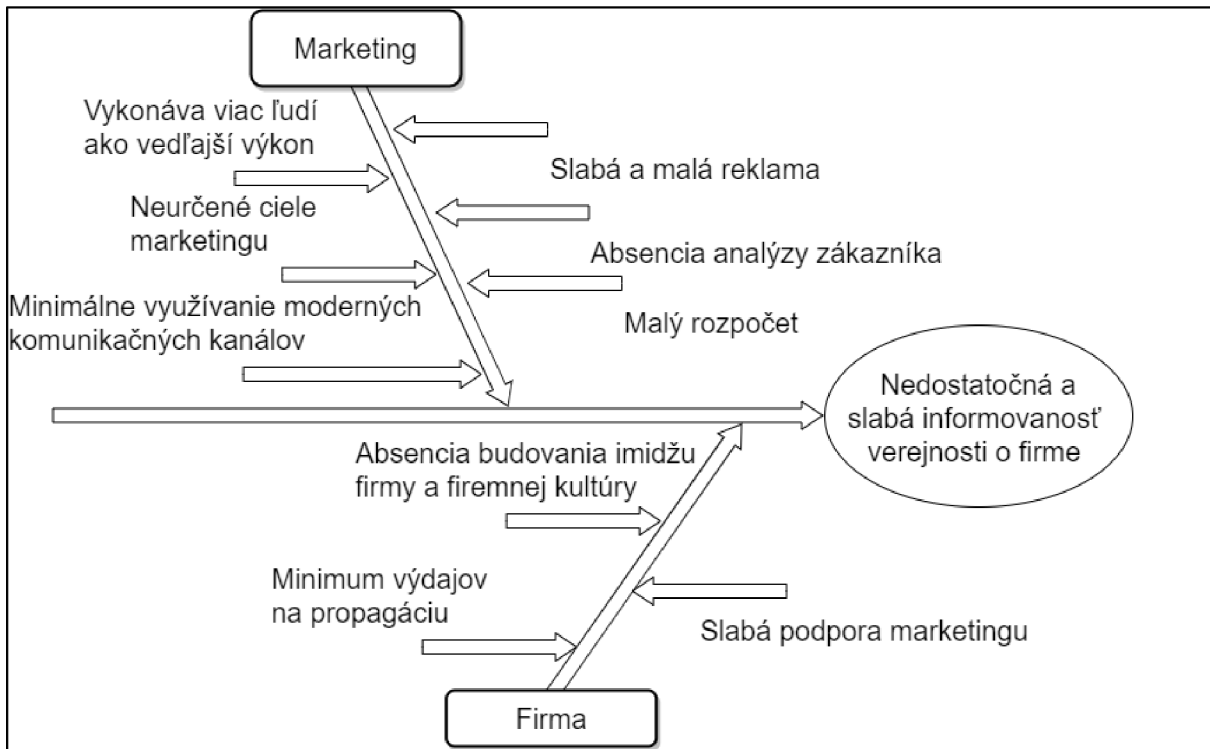 Marketing
Vykonáva viac ľudí
ako vedľajší výkon
Slabá a malá reklama
Neurčené ciele
marketingu
Absencia analýzy zákazníka
Minimálne využívanie moderných
komunikačných kanálov
Malý rozpočet
Nedostatočná a
slabá informovanosť
verejnosti o firme
Absencia budovania imidžu
firmy a firemnej kultúry
Minimum výdajov
na propagáciu
Slabá podpora marketingu
Firma